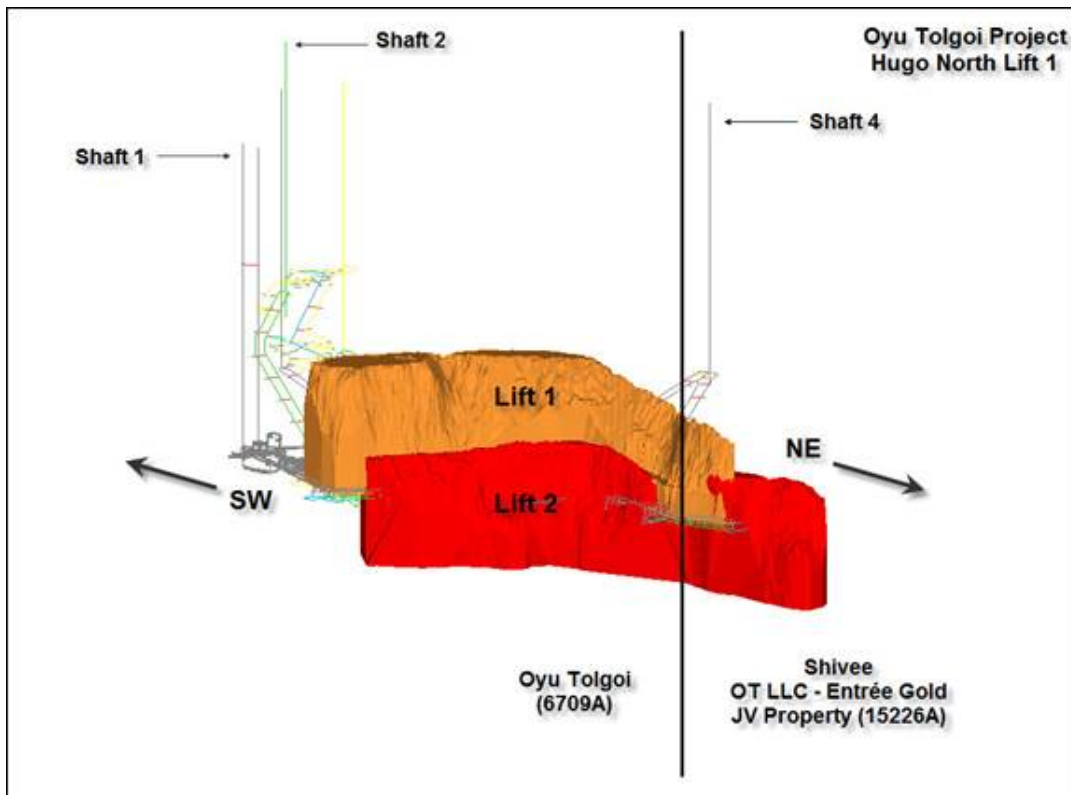 Shaft 2
Oyu Tolgoi Project
Hugo North Lift 1
Shaft 1
Shaft 4
Lift 1
NE
SW
Lift 2
Oyu Tolgoi
(6709A)
Shivee
OT LLC - Entrée Gold
JV Property (15226A)